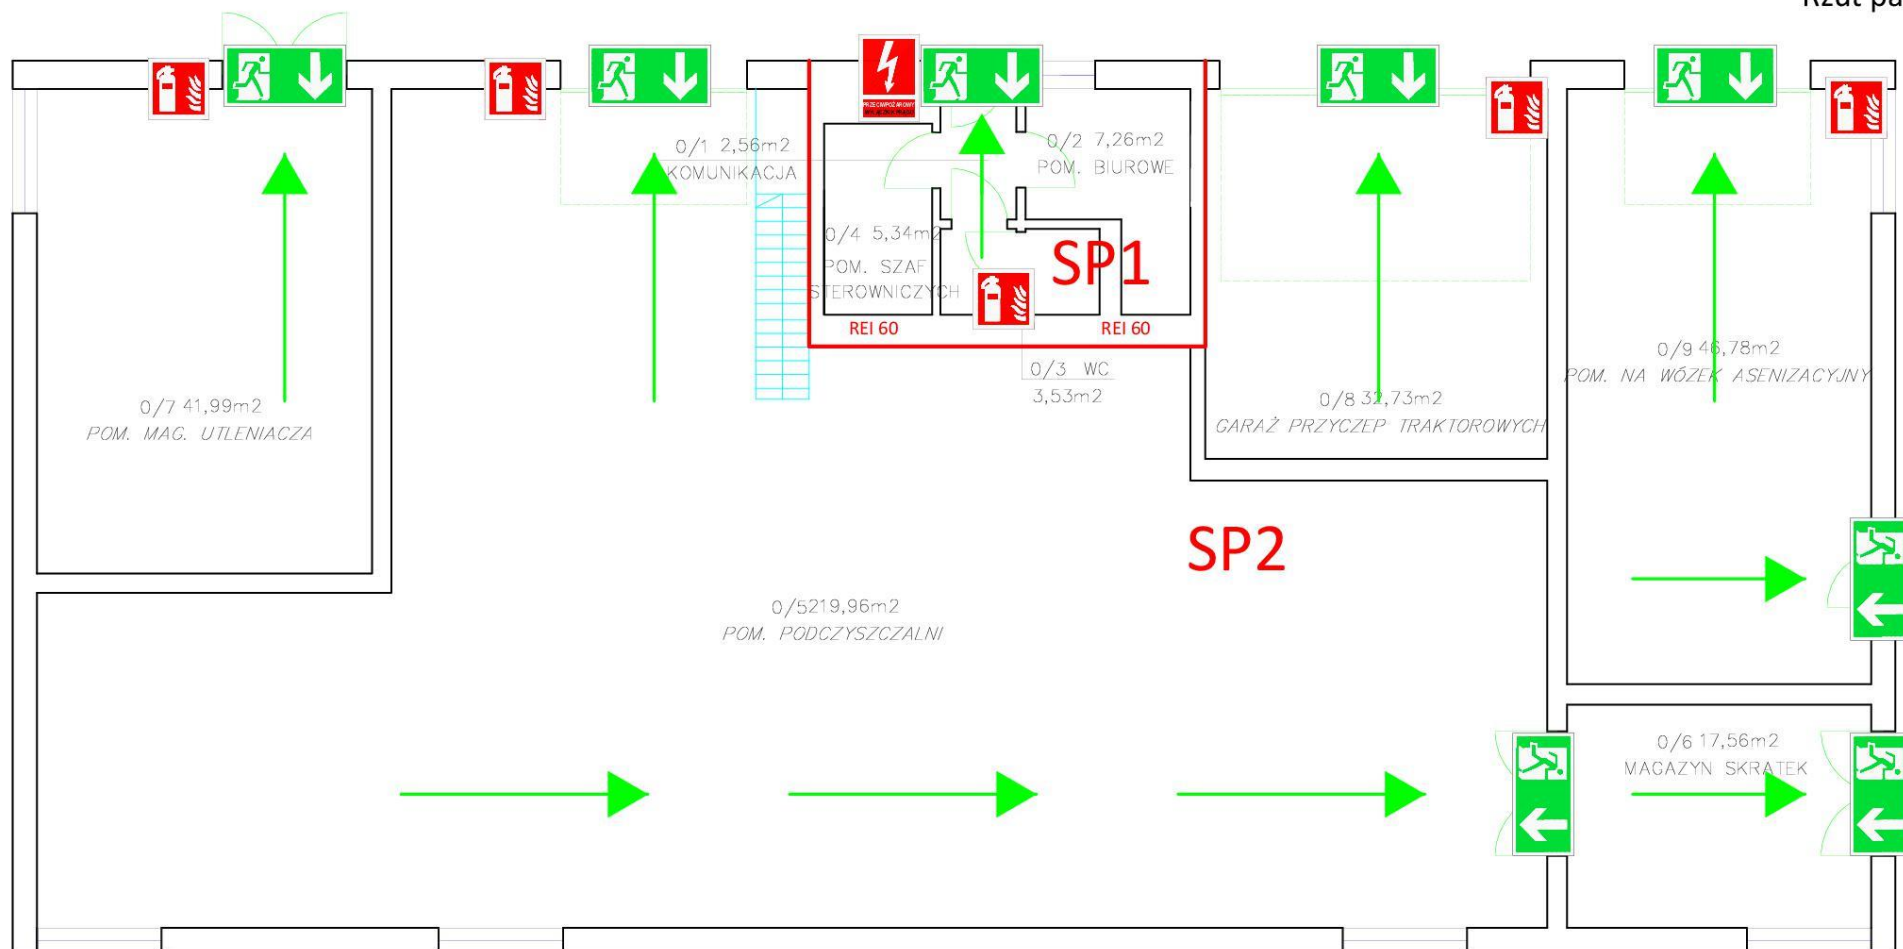 Rzut pa
PRZECIWPOŻAROWY
WYŁĄCZNIK PRĄDU
0/1 2,56m2
KOMUNIKACJA
0/2 7,26m2
POM. BIUROWE
0/4 5,34m2
POM. SZAF
STEROWNICZYCH
SP1
REI 60
REI 60
0/3 WC
3,53m2
0/7 41,99m2
POM. MAG. UTLENIACZA
0/8 32,73m2
GARAŻ PRZYCZEP TRAKTOROWYCH
0/9 46,78m2
POM. NA WÓZEK ASENIZACYJNY
SP2
0/5219,96m2
POM. PODCZYSZCZALNI
0/6 17,56m2
MAGAZYN SKRATEK